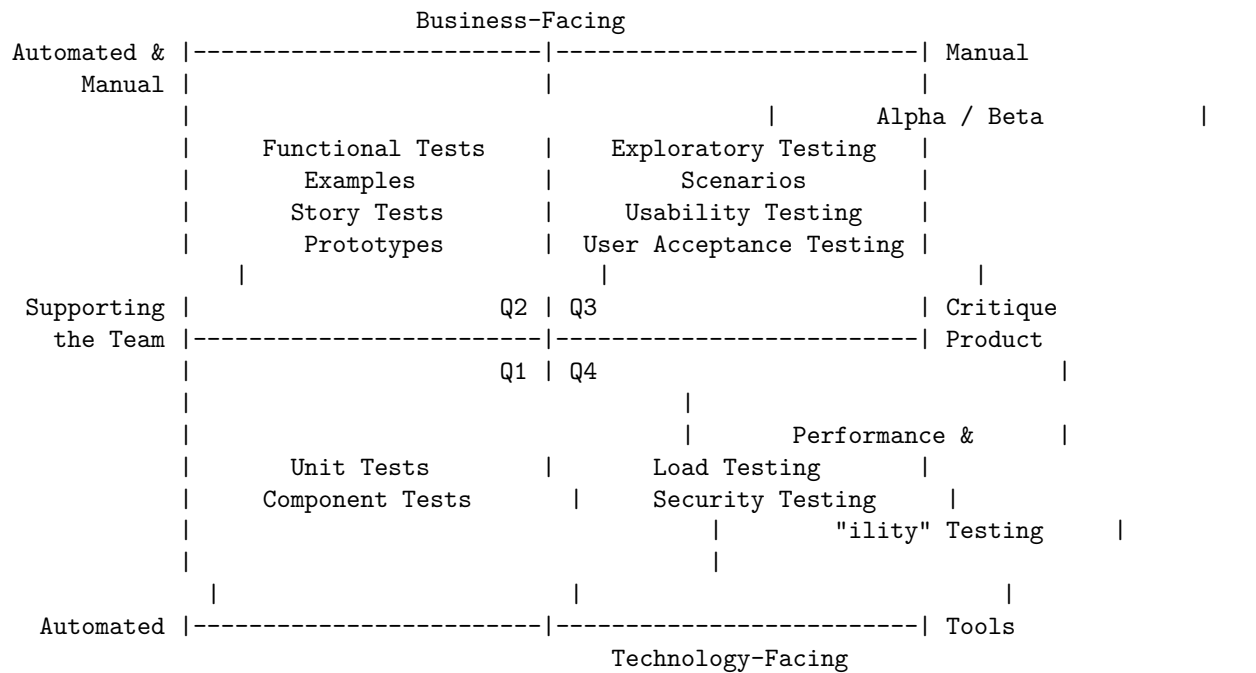 Business-Facing
Automated & |-------------------------|--------------------------| Manual
Manual | | |
| | Alpha / Beta |
| Functional Tests | Exploratory Testing |
| Examples | Scenarios |
| Story Tests | Usability Testing |
| Prototypes | User Acceptance Testing |
| | |
Supporting | Q2 | Q3 | Critique
the Team |-------------------------|--------------------------| Product
| Q1 | Q4 |
| |
| | Performance & |
| Unit Tests | Load Testing |
| Component Tests | Security Testing |
| | "ility" Testing |
| |
| | |
Automated |-------------------------|--------------------------| Tools
Technology-Facing